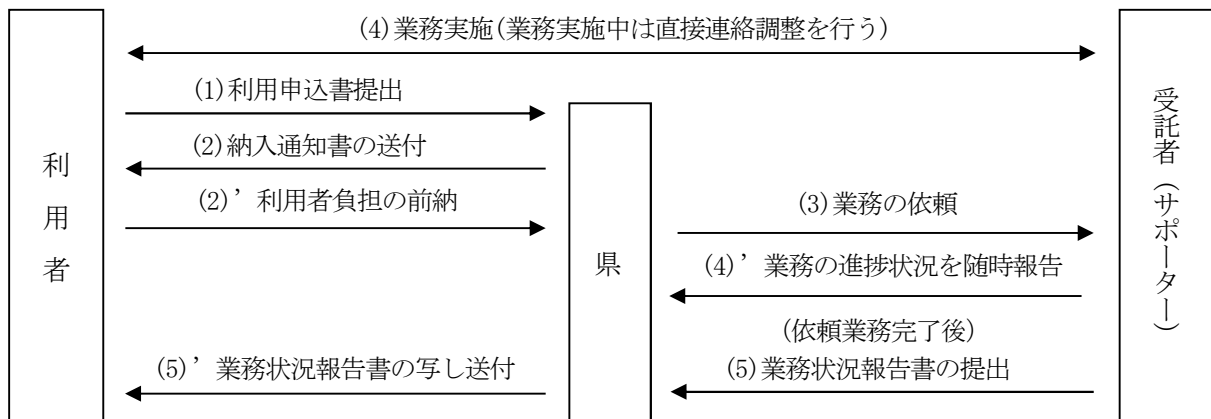 (4)業務実施(業務実施中は直接連絡調整を行う)
(1)利用申込書提出
(2)納入通知書の送付
(2)’利用者負担の前納
利用者
県
(3)業務の依頼
(4)’業務の進捗状況を随時報告
(依頼業務完了後)
(5)業務状況報告書の提出
(5)’業務状況報告書の写し送付
受託者(サポーター)